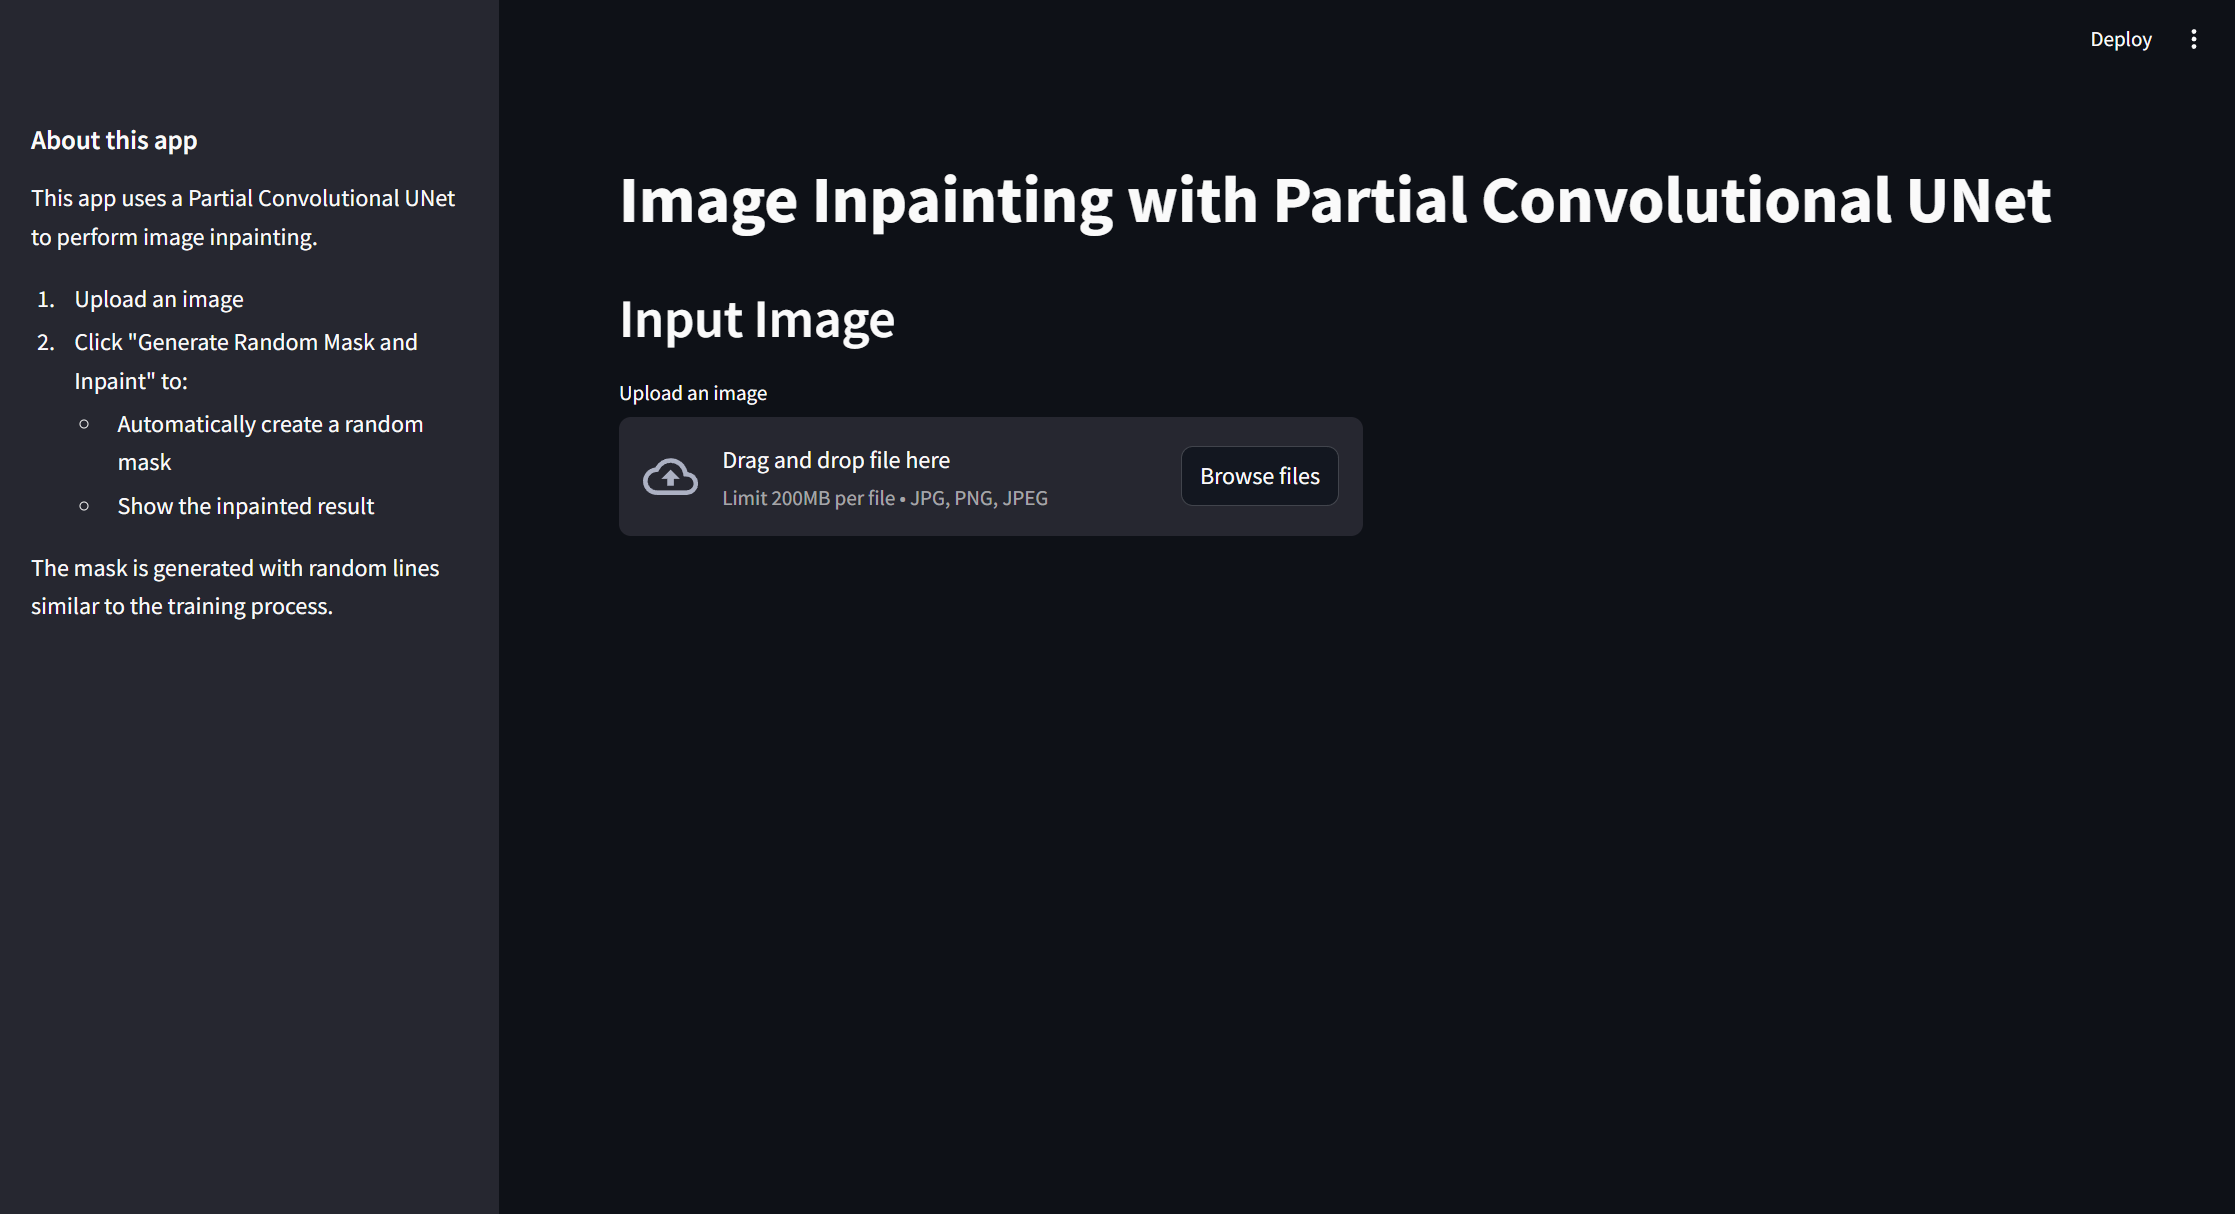 Deploy
About this app
This app uses a Partial Convolutional UNet
to perform image inpainting.
1. Upload an image
2. Click "Generate Random Mask and
Inpaint" to:
◦ Automatically create a random
mask
◦ Show the inpainted result
The mask is generated with random lines
similar to the training process.
Image Inpainting with Partial Convolutional UNet
Input Image
Upload an image
Drag and drop file here
Limit 200MB per file • JPG, PNG, JPEG
Browse files